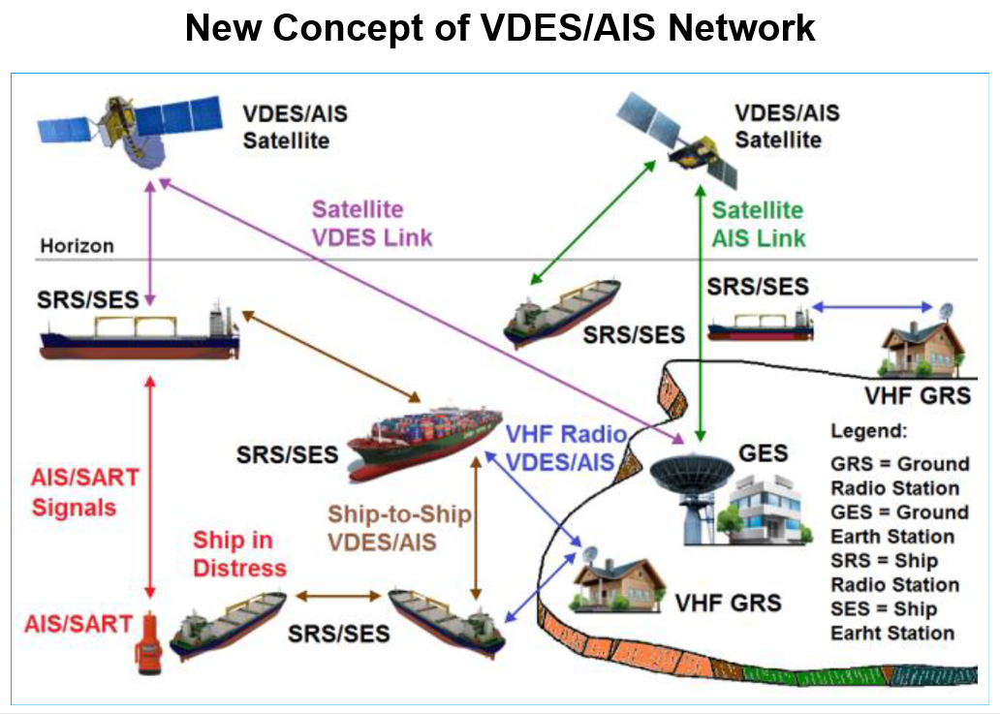 New Concept of VDES/AIS Network
VDES/AIS
Satellite
VDES/AIS
Satellite
Satellite
VDES Link
Satellite
AIS Link
Horizon
SRS/SES
SRS/SES
SRS/SES
VHF GRS
SRS/SES
VHF Radio
VDES/AIS
GES
AIS/SART
Signals
Ship-to-Ship
VDES/AIS
Ship in
Distress
AIS/SART
SRS/SES
VHF GRS
Legend:
GRS = Ground
Radio Station
GES = Ground
Earth Station
SRS = Ship
Radio Station
SES = Ship
Earht Station